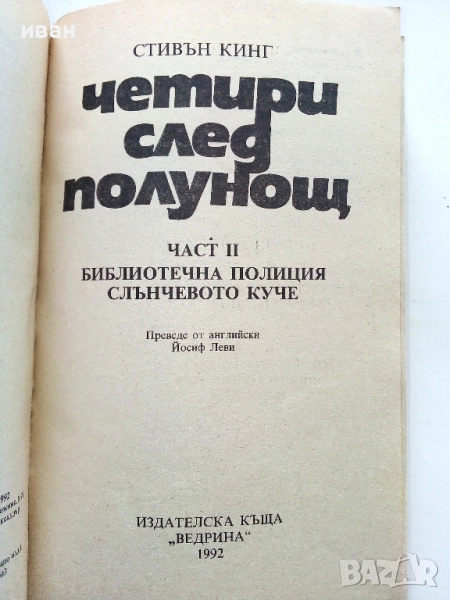 иван
СТИВЪН КИНГ
четири
след
полунощ
ЧАСТ II
БИБЛИОТЕЧНА ПОЛИЦИЯ
СЛЪНЧЕВОТО КУЧЕ
Преведе от английски
Йосиф Леви
ИЗДАТЕЛСКА КЪЩА
„ВЕДРИНА“
1992
BAZAR